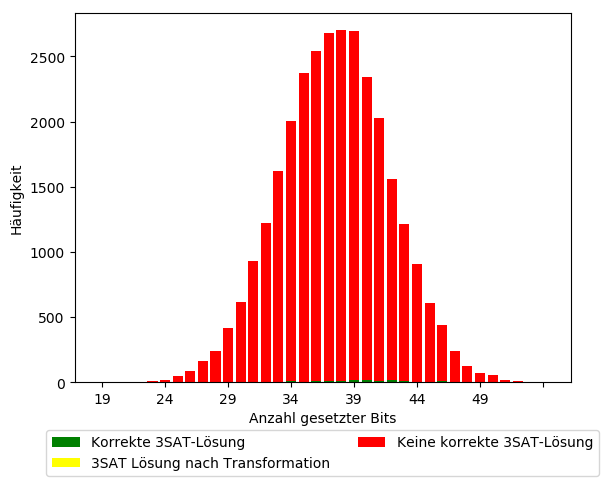 2500
2000
1500
1000
500
0
Häufigkeit
19 24 29 34 39 44 49
Anzahl gesetzter Bits
Korrekte 3SAT-Lösung
3SAT Lösung nach Transformation
Keine korrekte 3SAT-Lösung